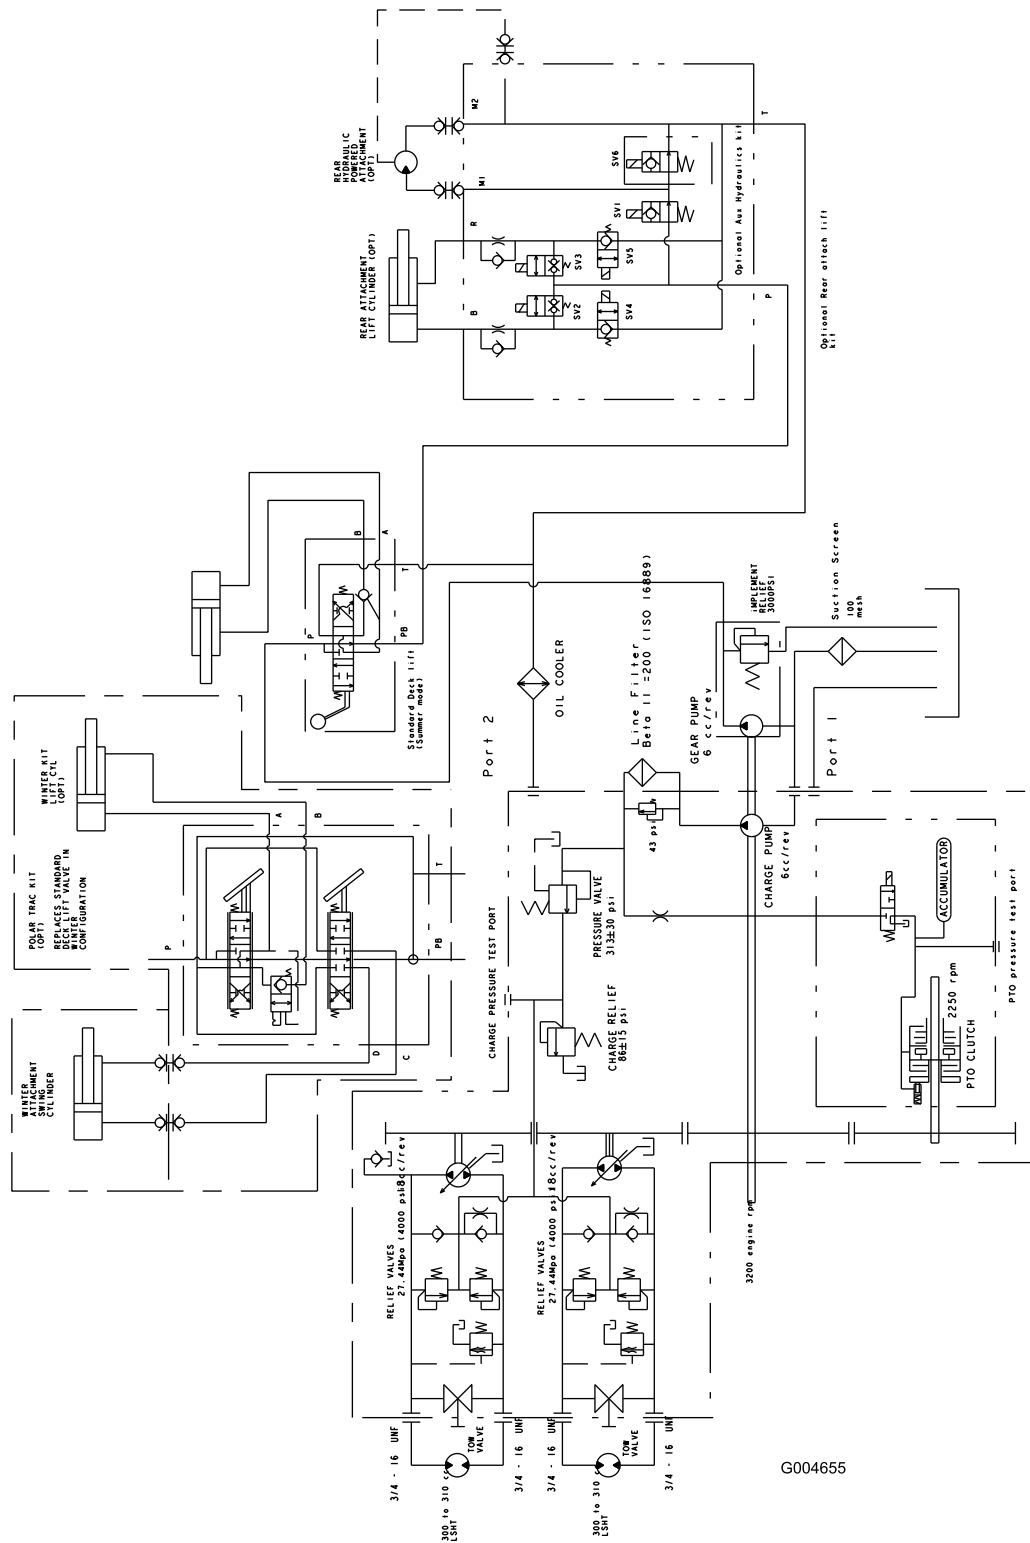 M2
T
REAR
HYDRAULIC
POWERED
ATTACHMENT
(OPT)
M1
SV6
SV1
Optional Aux Hydraulics kit
REAR ATTACHMENT
LIFT CYLINDER (OPT)
R
B
SV3
SV2
SV5
SV4
P
Optional Rear attach lift
kit
B
A
T
P
PB
Standard Deck lift
(Summer mode)
Port 2
OIL COOLER
Line Filter
Beta 11 =200 (ISO 16889)
IMPLEMENT
RELIEF
3000PSI
Suction Screen
100
mesh
GEAR PUMP
6 cc/rev
Port 1
WINTER KIT
LIFT CYL
(OPT)
A
B
POLAR TRAC KIT
(OPT)
REPLACES STANDARD
DECK LIFT VALVE IN
WINTER
CONFIGURATION
P
T
PB
D
C
WINTER
ATTACHMENT
SWING
CYLINDER
43 psi
CHARGE PUMP
6cc/rev
PRESSURE VALVE
313±30 psi
CHARGE PRESSURE TEST PORT
CHARGE RELIEF
86±15 psi
ACCUMULATOR
PTO pressure test port
2250 rpm
PTO CLUTCH
RELIEF VALVES
27.44Mpa (4000 psi)
18cc/rev
RELIEF VALVES
27.44Mpa (4000 psi)
18cc/rev
3200 engine rpm
3/4 - 16 UNF
TOW
VALVE
3/4 - 16 UNF
3/4 - 16 UNF
TOW
VALVE
3/4 - 16 UNF
300 to 310 cc
LSHT
300 to 310 c
LSHT
G004655